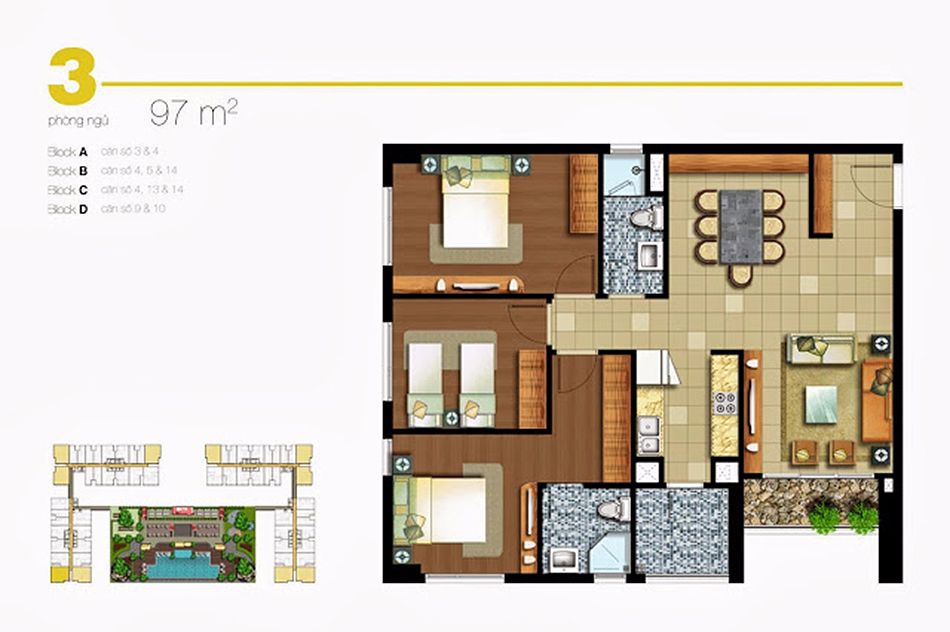 3
phòng ngủ
97 m²
Block A căn số 3 & 4
Block B căn số 4, 5 & 14
Block C căn số 4, 13 & 14
Block D căn số 9 & 10